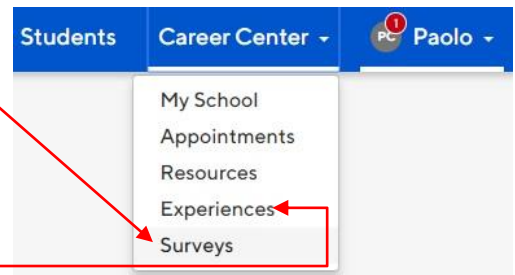 Students Career Center PC 1 Paolo
My School
Appointments
Resources
Experiences
Surveys